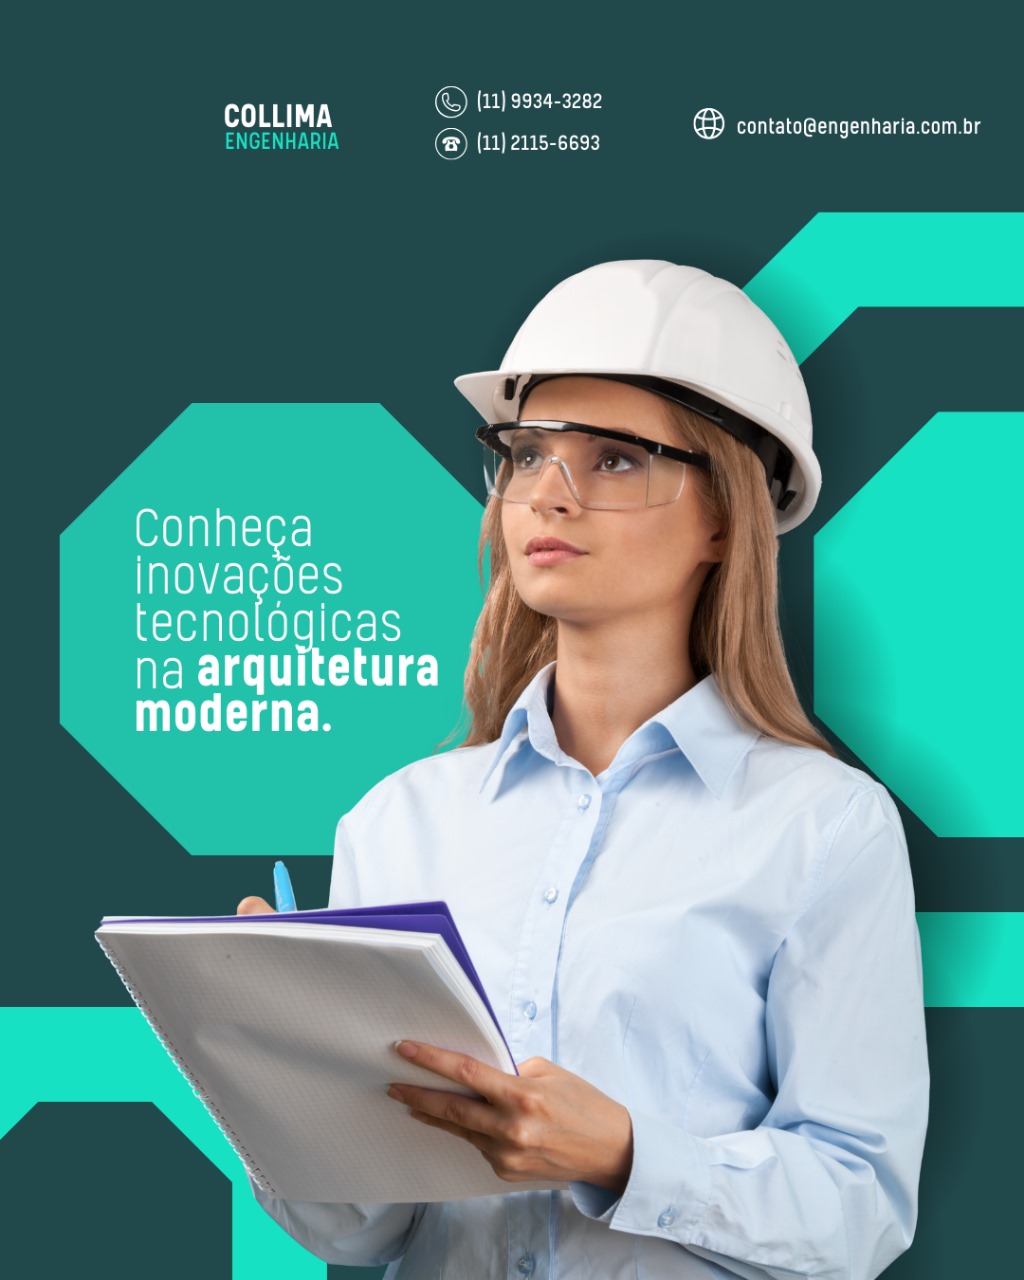 COLLIMA
ENGENHARIA
(11) 9934-3282
(11) 2115-6693
contato@engenharia.com.br
Conheça
inovações
tecnológicas
na arquitetura
moderna.